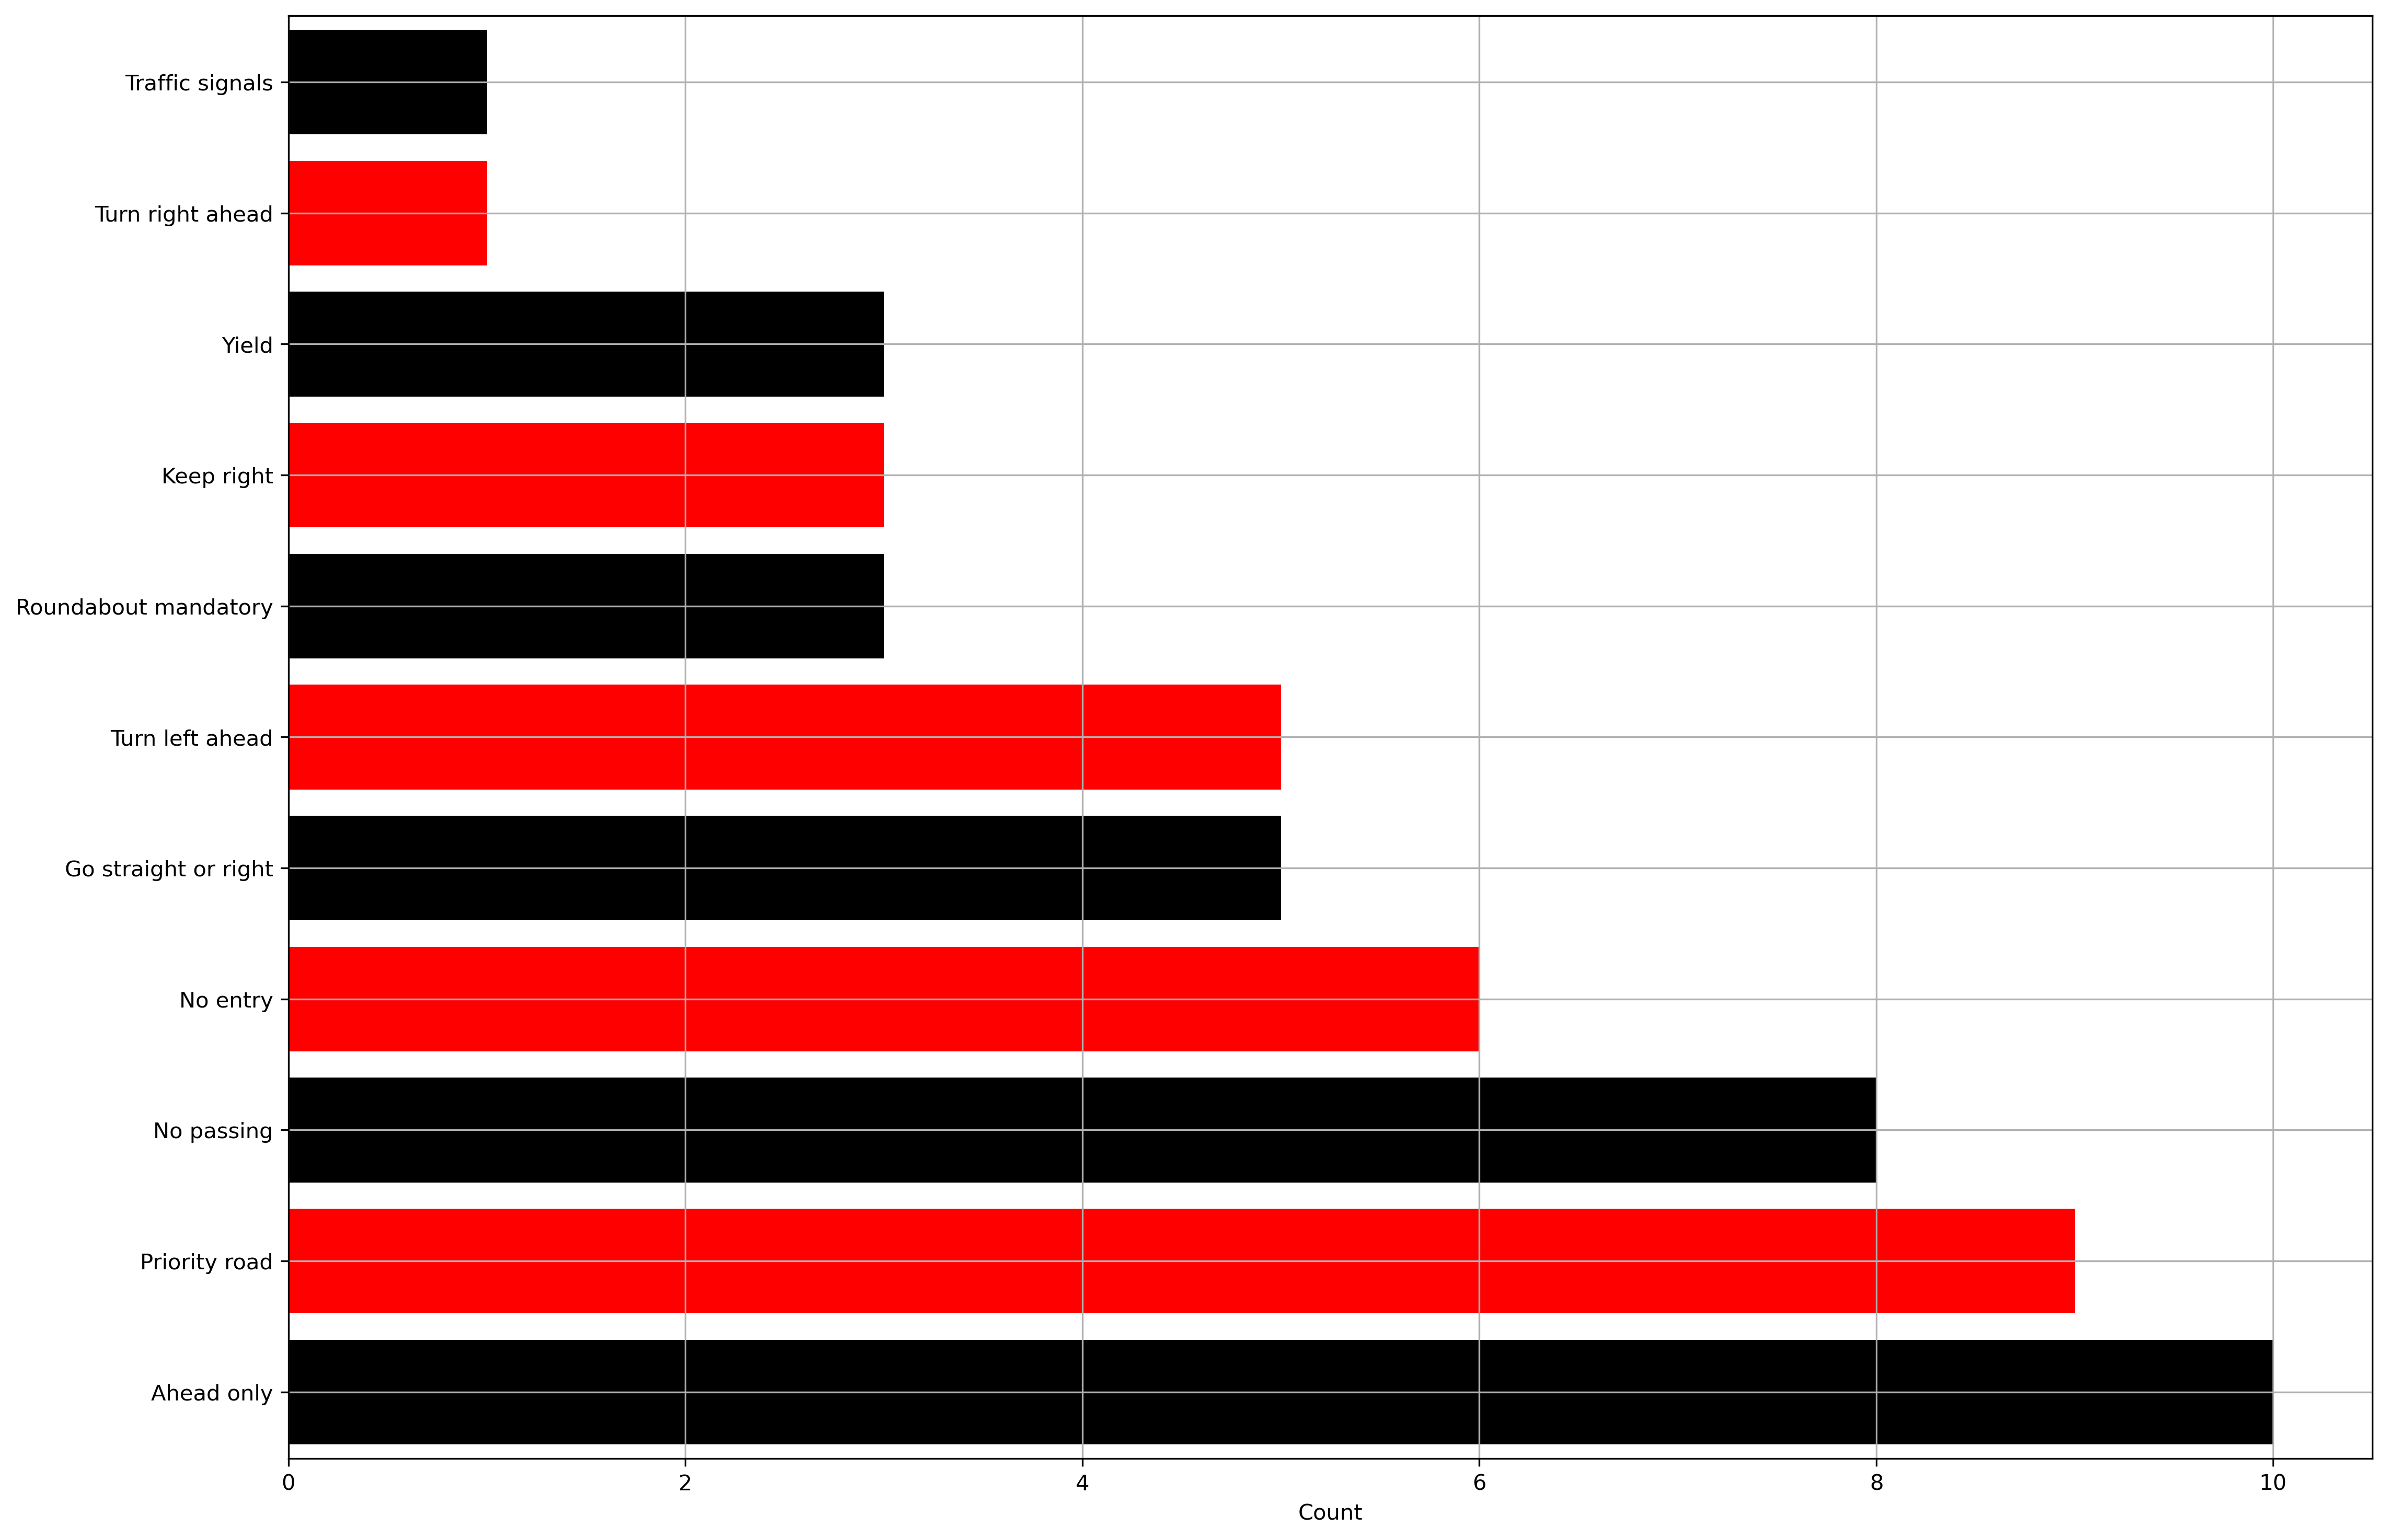 Traffic signals
Turn right ahead
Yield
Keep right
Roundabout mandatory
Turn left ahead
Go straight or right
No entry
No passing
Priority road
Ahead only
0 2 4 6 8 10
Count